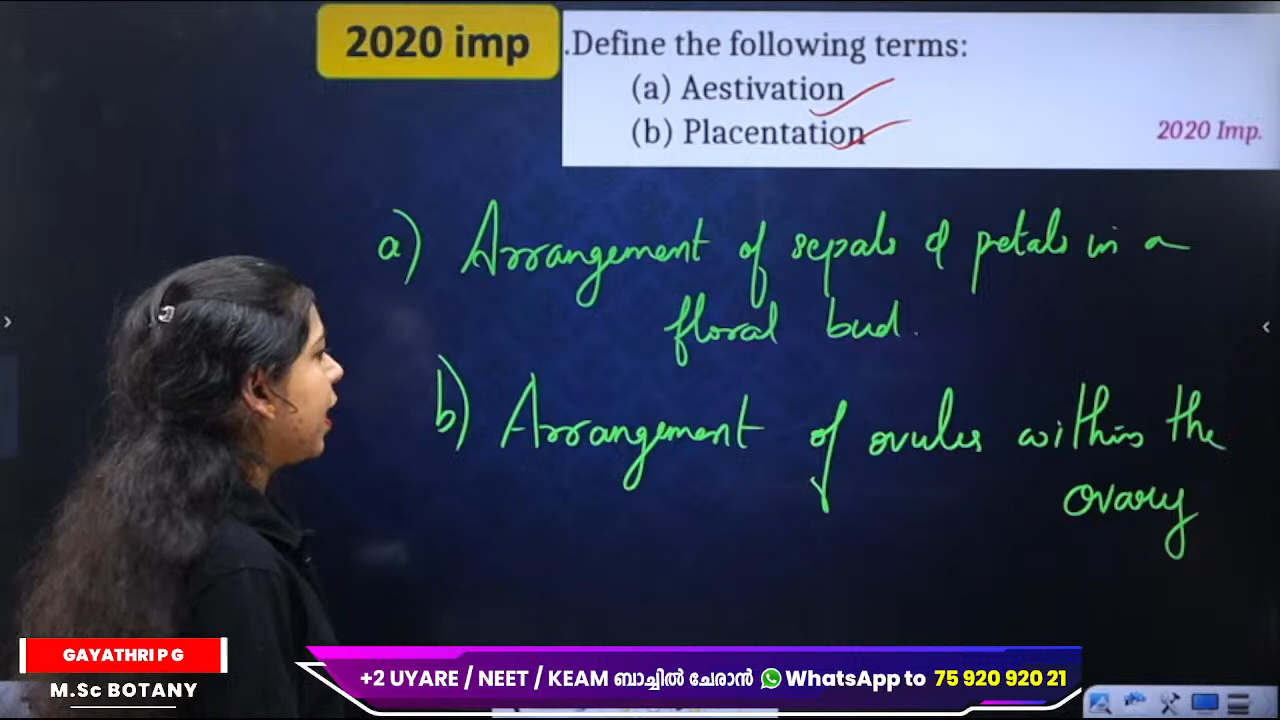 2020 imp
.Define the following terms:
(a) Aestivation
(b) Placentation
2020 Imp.
a) Arrangement of sepals & petals in a
floral bud.
b) Arrangement of ovules within the
ovary
GAYATHRI P G
M.Sc BOTANY
+2 UYARE / NEET / KEAM ബാച്ചിൽ ചേരാൻ WhatsApp to 75 920 920 21